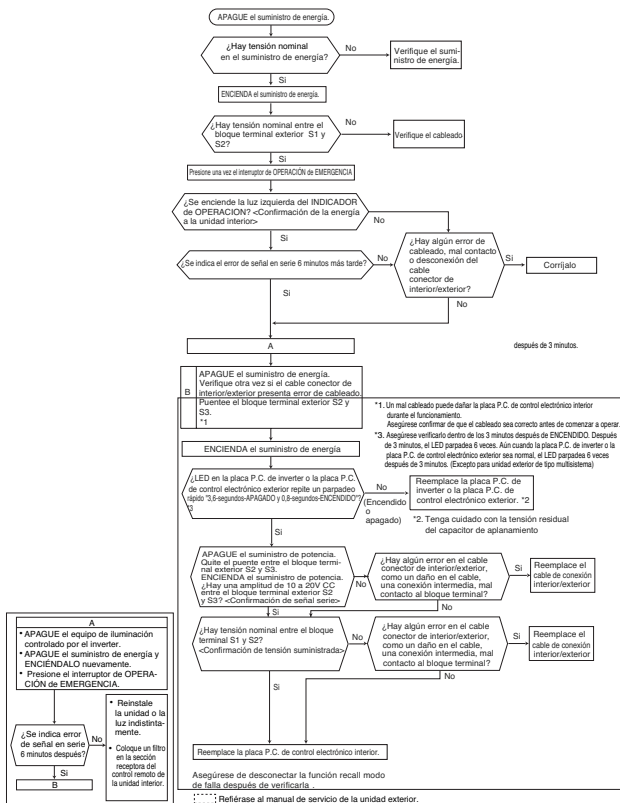 APAGUE el suministro de energía.
¿Hay tensión nominal
en el suministro de energía?
No
Verifique el sumi-
nistro de energía.
Si
ENCIENDA el suministro de energía.
¿Hay tensión nominal entre el
bloque terminal exterior S1 y
S2?
No
Verifique el cableado
Si
Presione una vez el interruptor de OPERACIÓN de EMERGENCIA
¿Se enciende la luz izquierda del INDICADOR
de OPERACION? <Confirmación de la energía
a la unidad interior>
No
Si
¿Se indica el error de señal en serie 6 minutos más tarde?
No
¿Hay algún error de
cableado, mal contacto
o desconexión del
cable
conector de
interior/exterior?
Si
Corríjalo
Si
No
A
después de 3 minutos.
B
APAGUE el suministro de energía.
Verifique otra vez si el cable conector de
interior/exterior presenta error de cableado.
Puentee el bloque terminal exterior S2 y
S3.
*1
*1. Un mal cableado puede dañar la placa P.C. de control electrónico interior
durante el funcionamiento.
Asegúrese confirmar de que el cableado sea correcto antes de comenzar a operar.
*3. Asegúrese verificarlo dentro de los 3 minutos después de ENCENDIDO. Después
de 3 minutos, el LED parpadea 6 veces. Aún cuando la placa P.C. de inverter o la
placa P.C. de control electrónico exterior sea normal, el LED parpadea 6 veces
después de 3 minutos. (Except​o para unidad exterior de tipo multisistema)
ENCIENDA el suministro de energía
¿LED en la placa P.C. de inverter o la placa P.C.
de control electrónico exterior repite un parpadeo
rápido "3,6-segundos-APAGADO y 0,8-segundos-ENCENDIDO"?
*3
No
(Encendido
o
apagado)
Reemplace la placa P.C. de
inverter o la placa P.C. de
control electrónico exterior. *2
*2. Tenga cuidado con la tensión residual
del capacitor de aplanamiento
Si
APAGUE el suministro de potencia.
Quite el puente entre el bloque termi-
nal exterior S2 y S3.
ENCIENDA el suministro de potencia.
¿Hay una amplitud de 10 a 20V CC
entre el bloque terminal exterior S2
y S3? <Confirmación de señal serie>
No
¿Hay algún error en el cable
conector de interior/exterior,
como un daño en el cable,
una conexión intermedia, mal
contacto al bloque terminal?
Si
Reemplace el
cable de conexión
interior/exterior
No
Si
¿Hay tensión nominal entre el bloque
terminal S1 y S2?
<Confirmación de tensión suministrada>
No
¿Hay algún error en el cable
conector de interior/exterior,
como un daño en el cable,
una conexión intermedia, mal
contacto al bloque terminal?
Si
Reemplace el
cable de conexión
interior/exterior
Si
No
Reemplace la placa P.C. de control electrónico interior.
Asegúrese de desconectar la función recall modo
de falla después de verificarla .
Refiérase al manual de servicio de la unidad exterior.
A
• APAGUE el equipo de iluminación
controlado por el inverter.
• APAGUE el suministro de energía y
ENCIÉNDALO nuevamente.
• Presione el interruptor de OPERA-
CIÓN de EMERGENCIA.
¿Se indica error
de señal en serie
6 minutos después?
No
• Reinstale
la unidad o la
luz indistinta-
mente.
• Coloque un filtro
en la sección
receptora del
control remoto de
la unidad interior.
Si
B